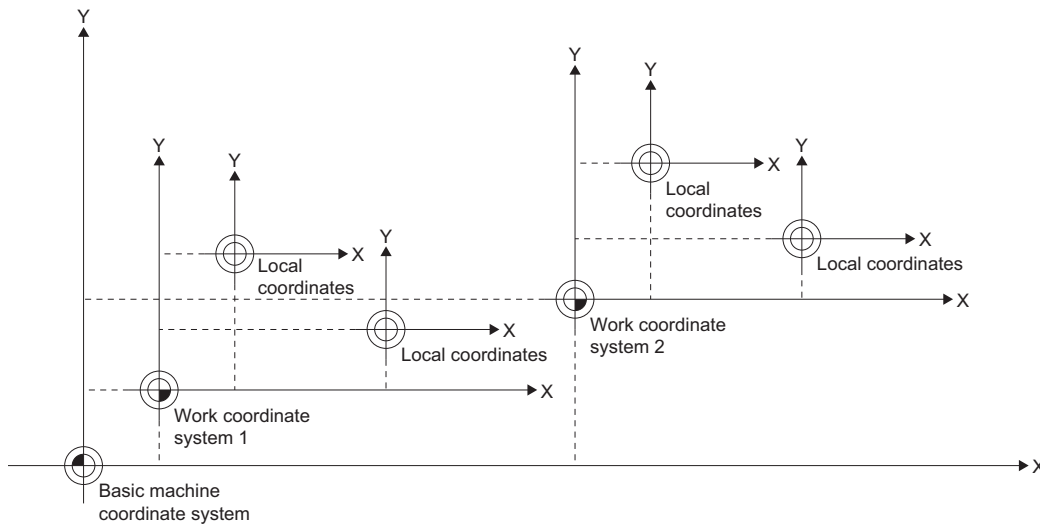 Y
Y
Y
Y
Y
X
Local
coordinates
Y
Y
X
Local
coordinates
Y
X
Local coordinates
X
Work coordinate
system 2
X
Local coordinates
X
Work coordinate
system 1
X
Basic machine
coordinate system